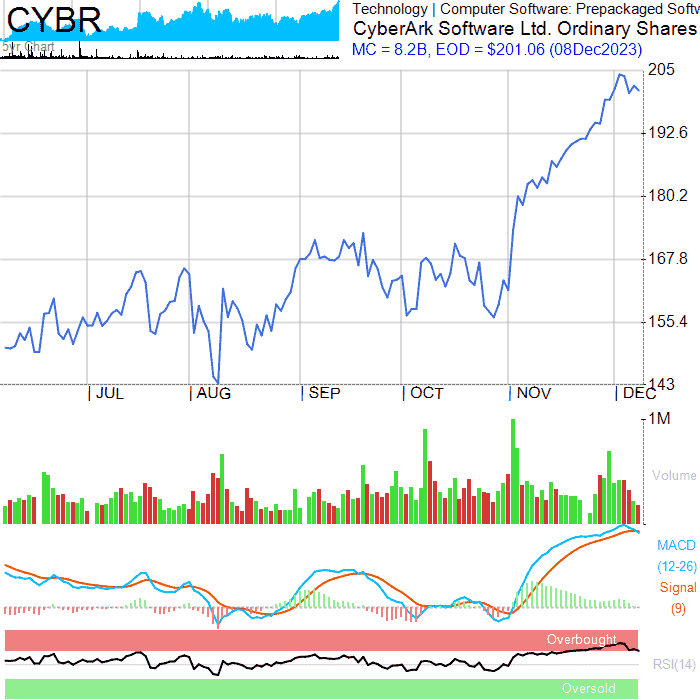 CYBR
5yr Chart
Technology | Computer Software: Prepackaged Softw
CyberArk Software Ltd. Ordinary Shares
MC = 8.2B, EOD = $201.06 (08Dec2023)
205
192.6
180.2
167.8
155.4
143
| JUL | AUG | SEP | OCT | NOV | DEC
1M
Volume
MACD
(12-26)
Signal
(9)
Overbought
RSI(14)
Oversold